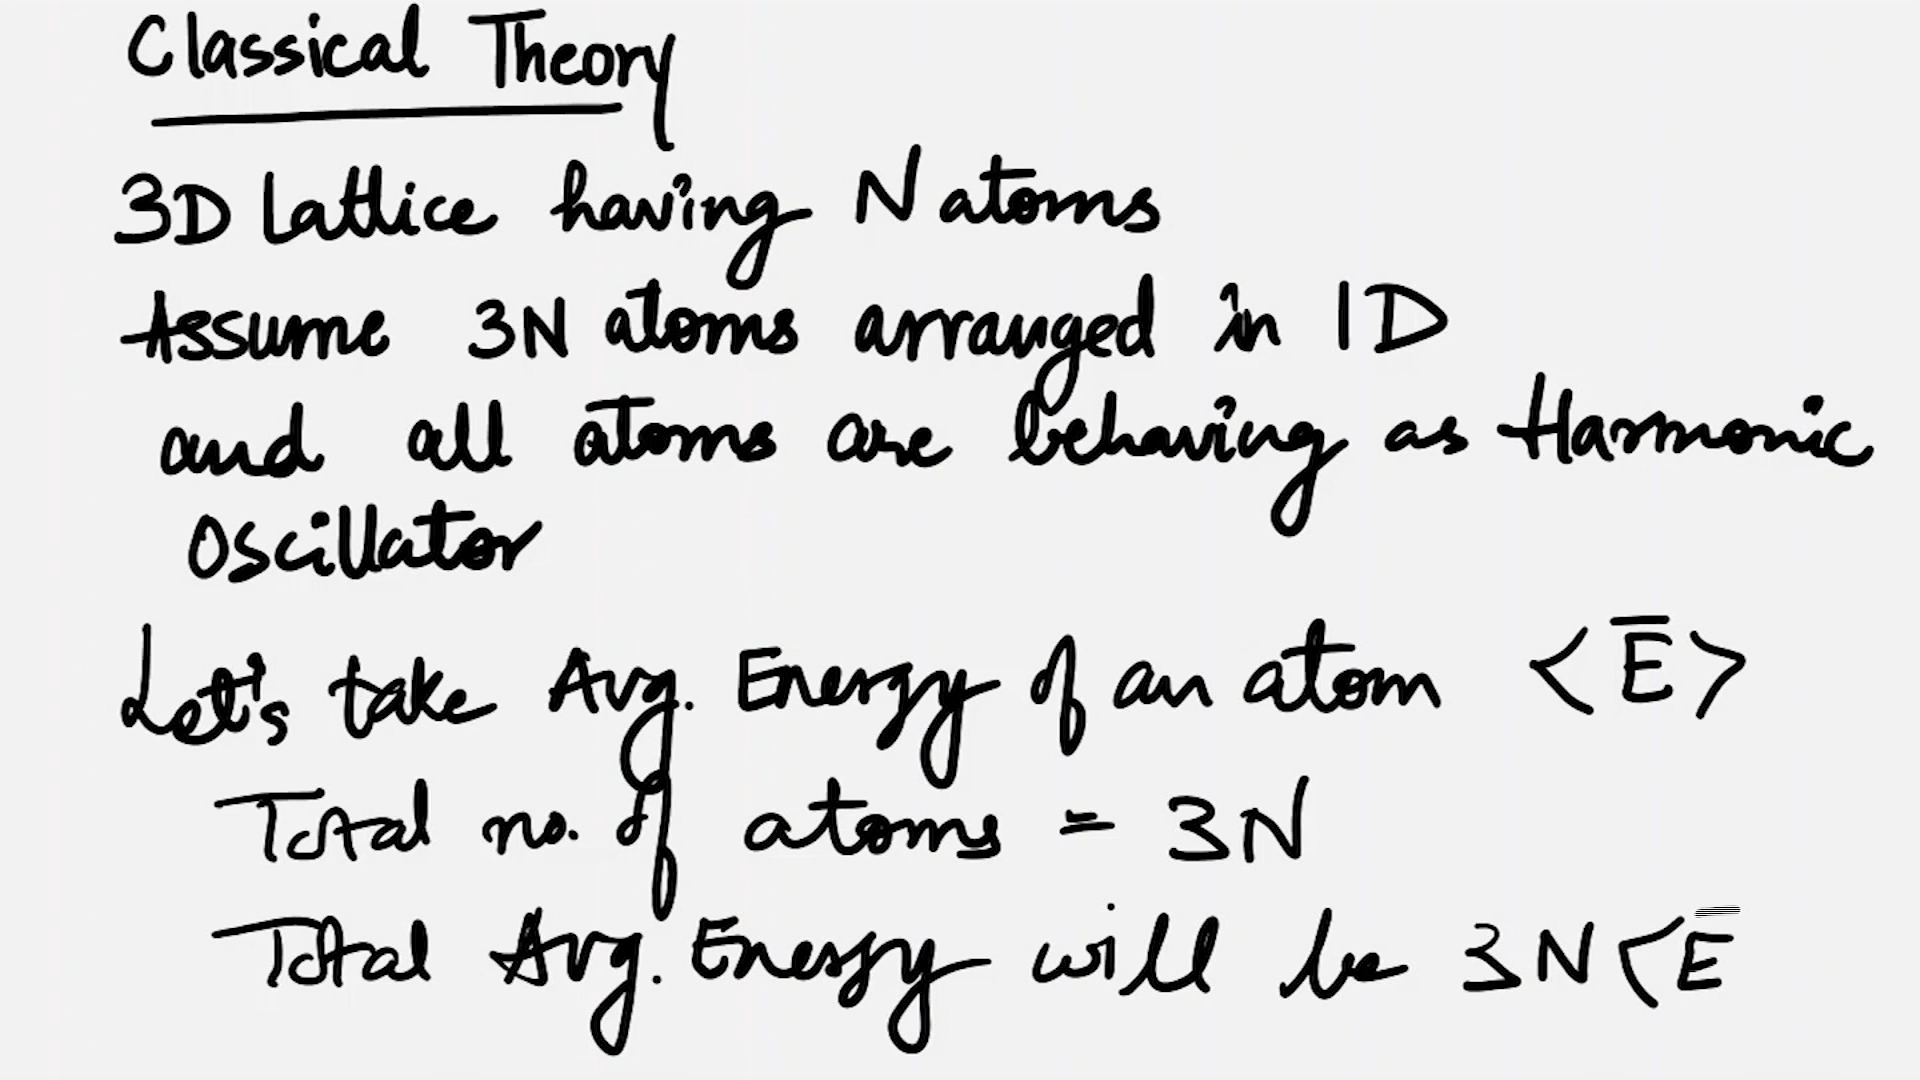 Classical Theory
3D Lattice having N atoms
Assume 3N atoms arranged in 1D
and all atoms are behaving as Harmonic
Oscillator
Let's take Avg. Energy of an atom <E̅>
Total no. of atoms = 3N
Total Avg. Energy will be 3N<E̅